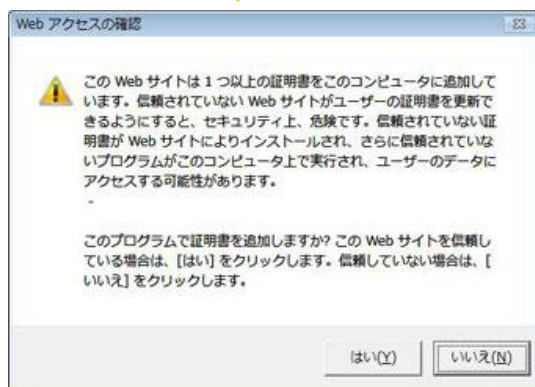 Web アクセスの確認
この Web サイトは 1 つ以上の証明書をこのコンピュータに追加して
います。信頼されていない Web サイトがユーザーの証明書を更新で
きるようにすると、セキュリティ上、危険です。信頼されていない証
明書が Web サイトによりインストールされ、さらに信頼されていな
いプログラムがこのコンピュータ上で実行され、ユーザーのデータに
アクセスする可能性があります。
-
このプログラムで証明書を追加しますか? この Web サイトを信頼し
ている場合は、[はい] をクリックします。信頼していない場合は、[
いいえ] をクリックします。
はい(Y) いいえ(N)